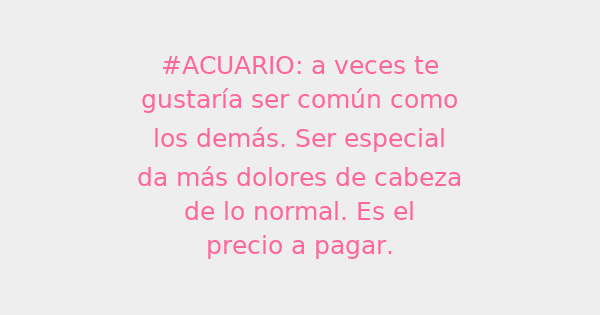 #ACUARIO: a veces te
gustaría ser común como
los demás. Ser especial
da más dolores de cabeza
de lo normal. Es el
precio a pagar.